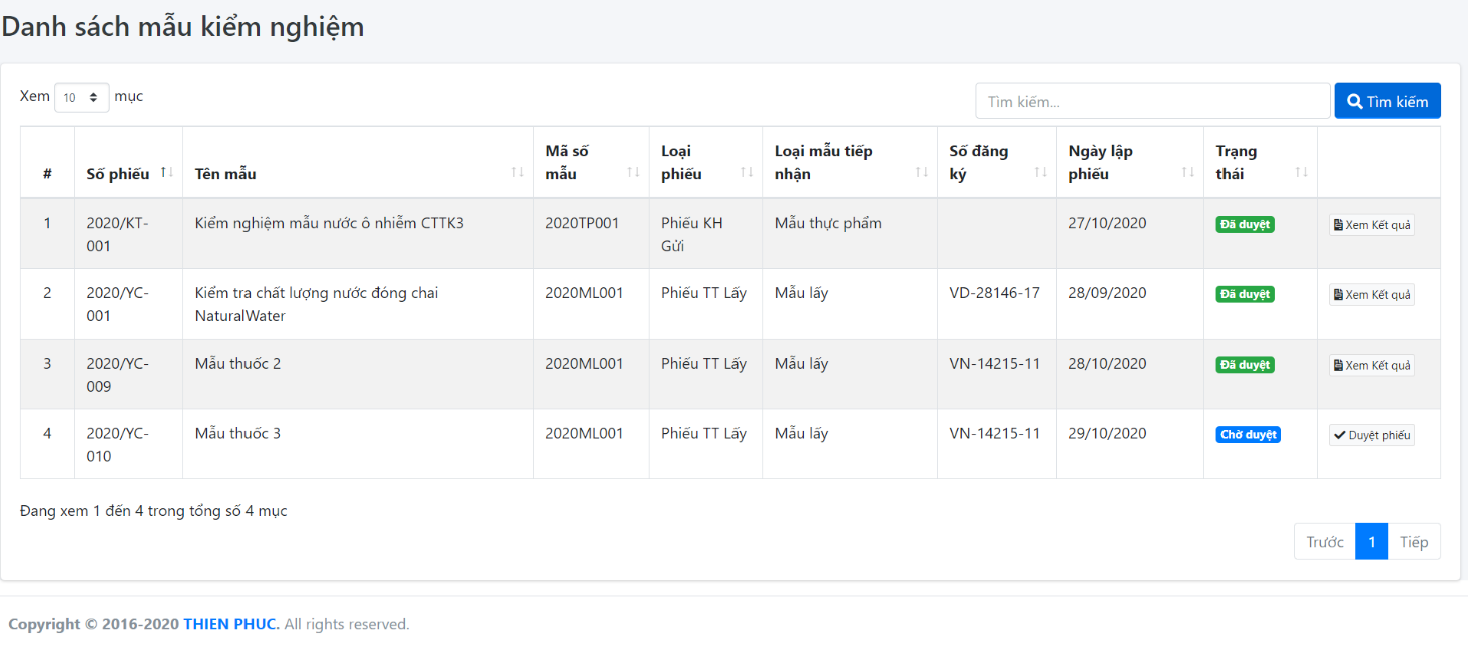 Danh sách mẫu kiểm nghiệm
Xem 10 mục
Tìm kiếm...
Tìm kiếm
# Số phiếu Tên mẫu Mã số mẫu Loại phiếu Loại mẫu tiếp nhận Số đăng ký Ngày lập phiếu Trạng thái
1 2020/KT-001 Kiểm nghiệm mẫu nước ô nhiễm CTTK3 2020TP001 Phiếu KH Gửi Mẫu thực phẩm 27/10/2020 Đã duyệt Xem Kết quả
2 2020/YC-001 Kiểm tra chất lượng nước đóng chai NaturalWater 2020ML001 Phiếu TT Lấy Mẫu lấy VD-28146-17 28/09/2020 Đã duyệt Xem Kết quả
3 2020/YC-009 Mẫu thuốc 2 2020ML001 Phiếu TT Lấy Mẫu lấy VN-14215-11 28/10/2020 Đã duyệt Xem Kết quả
4 2020/YC-010 Mẫu thuốc 3 2020ML001 Phiếu TT Lấy Mẫu lấy VN-14215-11 29/10/2020 Chờ duyệt Duyệt phiếu
Đang xem 1 đến 4 trong tổng số 4 mục
Trước 1 Tiếp
Copyright © 2016-2020 THIEN PHUC. All rights reserved.